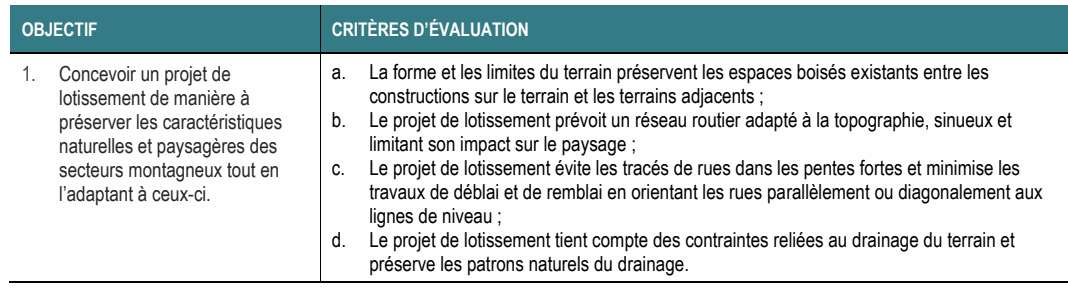 OBJECTIF
CRITÈRES D'ÉVALUATION
1. Concevoir un projet de
lotissement de manière à
préserver les caractéristiques
naturelles et paysagères des
secteurs montagneux tout en
l'adaptant à ceux-ci.
a. La forme et les limites du terrain préservent les espaces boisés existants entre les
constructions sur le terrain et les terrains adjacents ;
b. Le projet de lotissement prévoit un réseau routier adapté à la topographie, sinueux et
limitant son impact sur le paysage ;
c. Le projet de lotissement évite les tracés de rues dans les pentes fortes et minimise les
travaux de déblai et de remblai en orientant les rues parallèlement ou diagonalement aux
lignes de niveau ;
d. Le projet de lotissement tient compte des contraintes reliées au drainage du terrain et
préserve les patrons naturels du drainage.